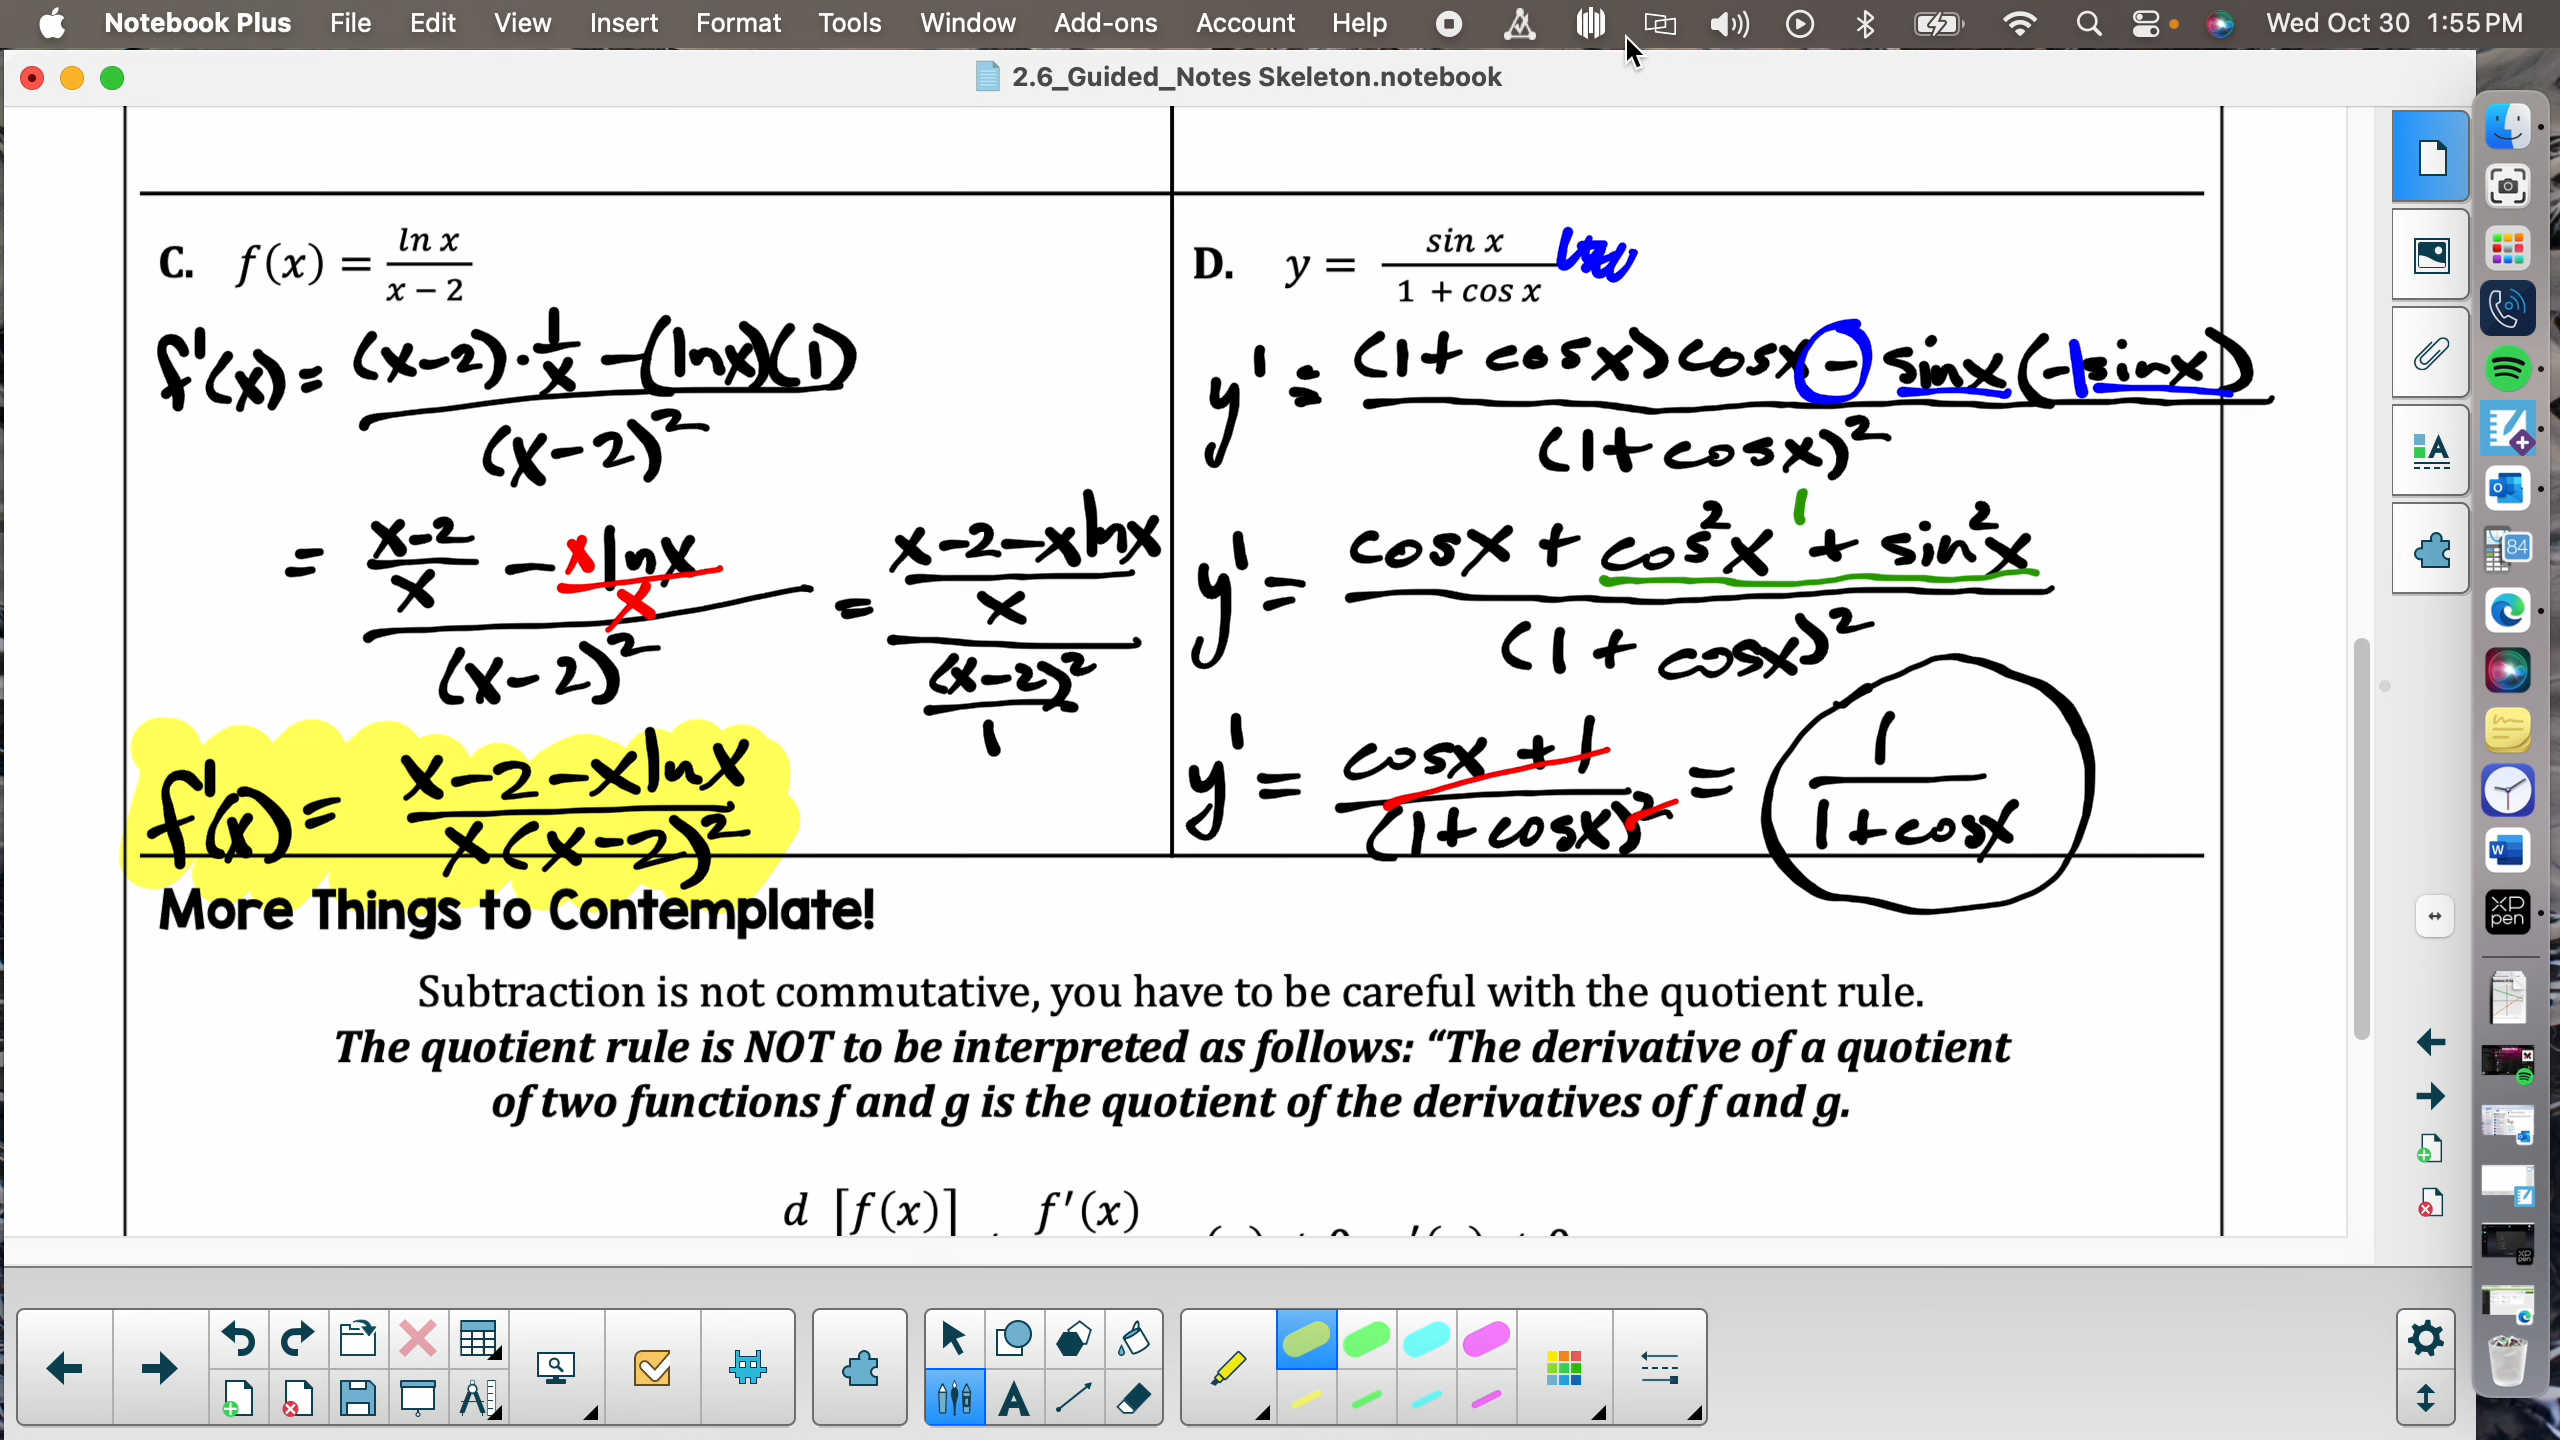 Notebook Plus File Edit View Insert Format Tools Window Add-ons Account Help Wed Oct 30 1:55 PM
2.6_Guided_Notes Skeleton.notebook
C. f(x) = ln x / x − 2
f'(x) = (x−2)·1/x −(lnx)(1) / (x−2)²
= x−2/x − xlnx/x / (x−2)² = x−2−xlnx/x / (x−2)²/1
f'(x) = x−2−xlnx / x(x−2)²
D. y = sin x / 1 + cos x
y' = (1+ cosx)cosx − sinx(−sinx) / (1+cosx)²
1
y' = cosx + cos²x + sin²x / (1+ cosx)²
y' = cosx +1 / (1+cosx)² = 1 / 1+cosx
More Things to Contemplate!
Subtraction is not commutative, you have to be careful with the quotient rule.
The quotient rule is NOT to be interpreted as follows: “The derivative of a quotient
of two functions f and g is the quotient of the derivatives of f and g.
d [f(x)] f′(x)
A
84
W
XP
pen
A